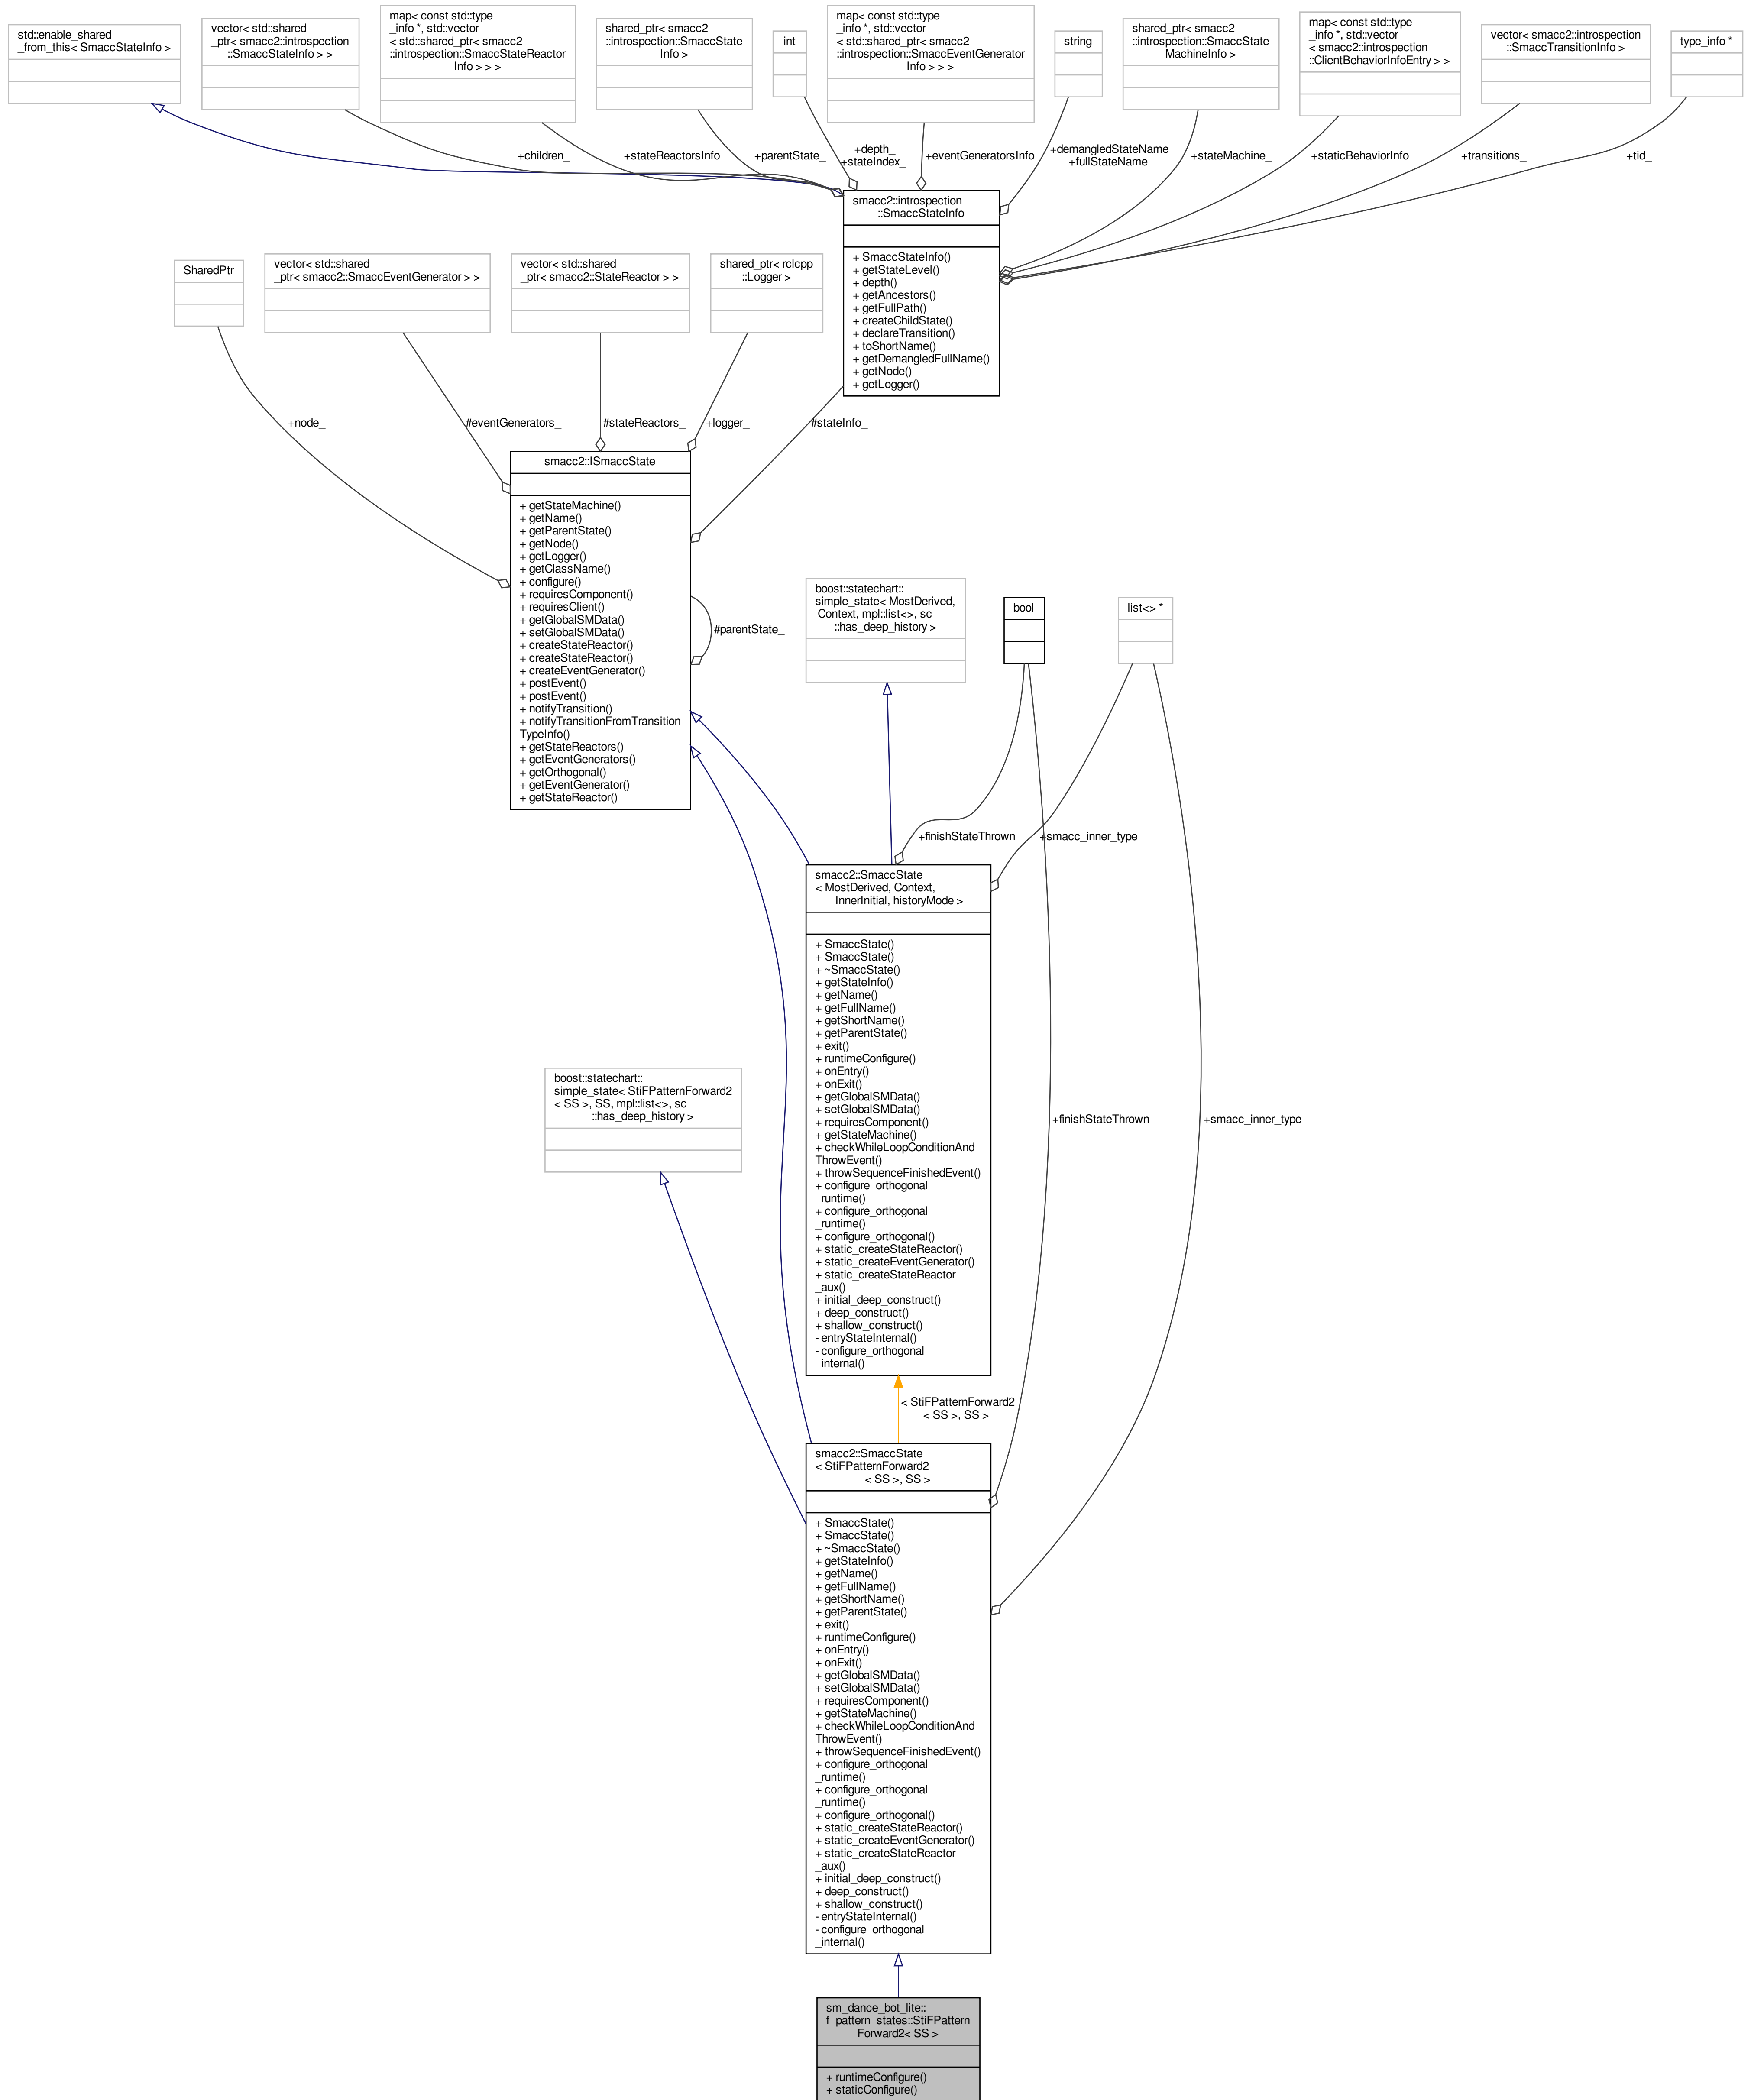 std::enable_shared
_from_this< SmaccStateInfo >
vector< std::shared
_ptr< smacc2::introspection
::SmaccStateInfo > >
map< const std::type
_info *, std::vector
< std::shared_ptr< smacc2
::introspection::SmaccStateReactor
Info > > >
shared_ptr< smacc2
::introspection::SmaccState
Info >
int
map< const std::type
_info *, std::vector
< std::shared_ptr< smacc2
::introspection::SmaccEventGenerator
Info > > >
string
shared_ptr< smacc2
::introspection::SmaccState
MachineInfo >
map< const std::type
_info *, std::vector
< smacc2::introspection
::ClientBehaviorInfoEntry > >
vector< smacc2::introspection
::SmaccTransitionInfo >
type_info *
+children_
+stateReactorsInfo
+parentState_
+depth_
+stateIndex_
+eventGeneratorsInfo
+demangledStateName
+fullStateName
+stateMachine_
+staticBehaviorInfo
+transitions_
+tid_
smacc2::introspection
::SmaccStateInfo
+ SmaccStateInfo()
+ getStateLevel()
+ depth()
+ getAncestors()
+ getFullPath()
+ createChildState()
+ declareTransition()
+ toShortName()
+ getDemangledFullName()
+ getNode()
+ getLogger()
SharedPtr
vector< std::shared
_ptr< smacc2::SmaccEventGenerator > >
vector< std::shared
_ptr< smacc2::StateReactor > >
shared_ptr< rclcpp
::Logger >
+node_
#eventGenerators_
#stateReactors_
+logger_
#stateInfo_
smacc2::ISmaccState
+ getStateMachine()
+ getName()
+ getParentState()
+ getNode()
+ getLogger()
+ getClassName()
+ configure()
+ requiresComponent()
+ requiresClient()
+ getGlobalSMData()
+ setGlobalSMData()
+ createStateReactor()
+ createStateReactor()
+ createEventGenerator()
+ postEvent()
+ postEvent()
+ notifyTransition()
+ notifyTransitionFromTransition
TypeInfo()
+ getStateReactors()
+ getEventGenerators()
+ getOrthogonal()
+ getEventGenerator()
+ getStateReactor()
#parentState_
boost::statechart::
simple_state< MostDerived,
Context, mpl::list<>, sc
::has_deep_history >
bool
list<> *
+finishStateThrown
+smacc_inner_type
smacc2::SmaccState
< MostDerived, Context,
InnerInitial, historyMode >
+ SmaccState()
+ SmaccState()
+ ~SmaccState()
+ getStateInfo()
+ getName()
+ getFullName()
+ getShortName()
+ getParentState()
+ exit()
+ runtimeConfigure()
+ onEntry()
+ onExit()
+ getGlobalSMData()
+ setGlobalSMData()
+ requiresComponent()
+ getStateMachine()
+ checkWhileLoopConditionAnd
ThrowEvent()
+ throwSequenceFinishedEvent()
+ configure_orthogonal
_runtime()
+ configure_orthogonal
_runtime()
+ configure_orthogonal()
+ static_createStateReactor()
+ static_createEventGenerator()
+ static_createStateReactor
_aux()
+ initial_deep_construct()
+ deep_construct()
+ shallow_construct()
- entryStateInternal()
- configure_orthogonal
_internal()
boost::statechart::
simple_state< StiFPatternForward2
< SS >, SS, mpl::list<>, sc
::has_deep_history >
+finishStateThrown
+smacc_inner_type
< StiFPatternForward2
< SS >, SS >
smacc2::SmaccState
< StiFPatternForward2
< SS >, SS >
+ SmaccState()
+ SmaccState()
+ ~SmaccState()
+ getStateInfo()
+ getName()
+ getFullName()
+ getShortName()
+ getParentState()
+ exit()
+ runtimeConfigure()
+ onEntry()
+ onExit()
+ getGlobalSMData()
+ setGlobalSMData()
+ requiresComponent()
+ getStateMachine()
+ checkWhileLoopConditionAnd
ThrowEvent()
+ throwSequenceFinishedEvent()
+ configure_orthogonal
_runtime()
+ configure_orthogonal
_runtime()
+ configure_orthogonal()
+ static_createStateReactor()
+ static_createEventGenerator()
+ static_createStateReactor
_aux()
+ initial_deep_construct()
+ deep_construct()
+ shallow_construct()
- entryStateInternal()
- configure_orthogonal
_internal()
sm_dance_bot_lite::
f_pattern_states::StiFPattern
Forward2< SS >
+ runtimeConfigure()
+ staticConfigure()